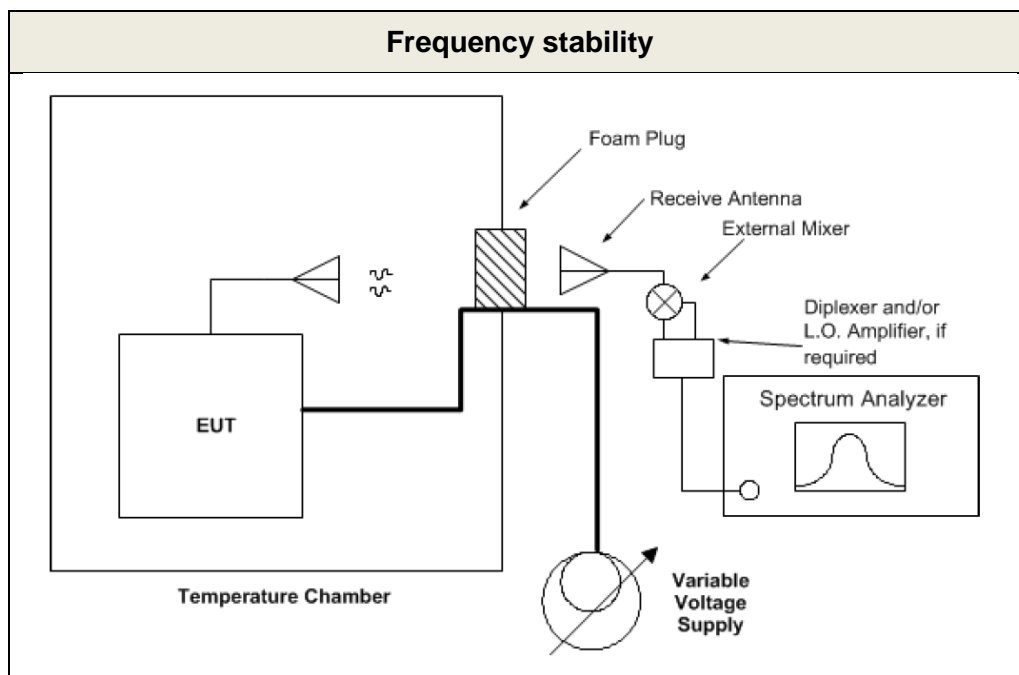 Frequency stability
Foam Plug
Receive Antenna
External Mixer
Diplexer and/or
L.O. Amplifier, if
required
Spectrum Analyzer
EUT
Temperature Chamber
Variable
Voltage
Supply